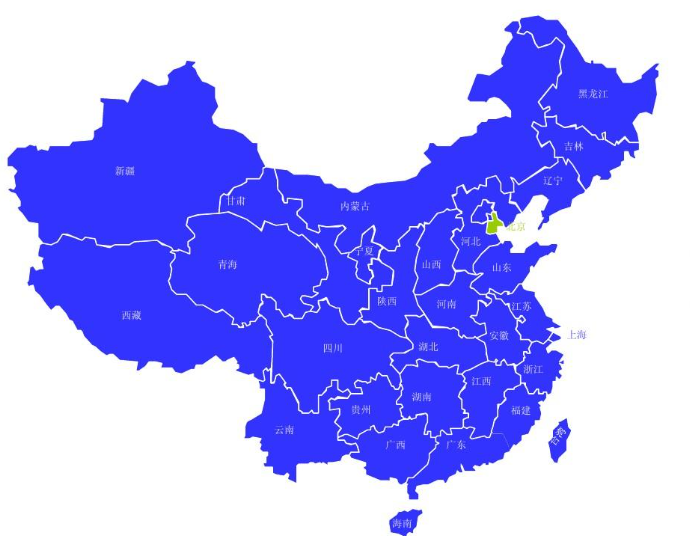 黑龙江
吉林
辽宁
新疆
甘肃
内蒙古
北京
河北
宁夏
青海
山西
山东
陕西
河南
江苏
西藏
安徽
上海
四川
湖北
浙江
江西
湖南
贵州
福建
云南
台湾
广西
广东
海南